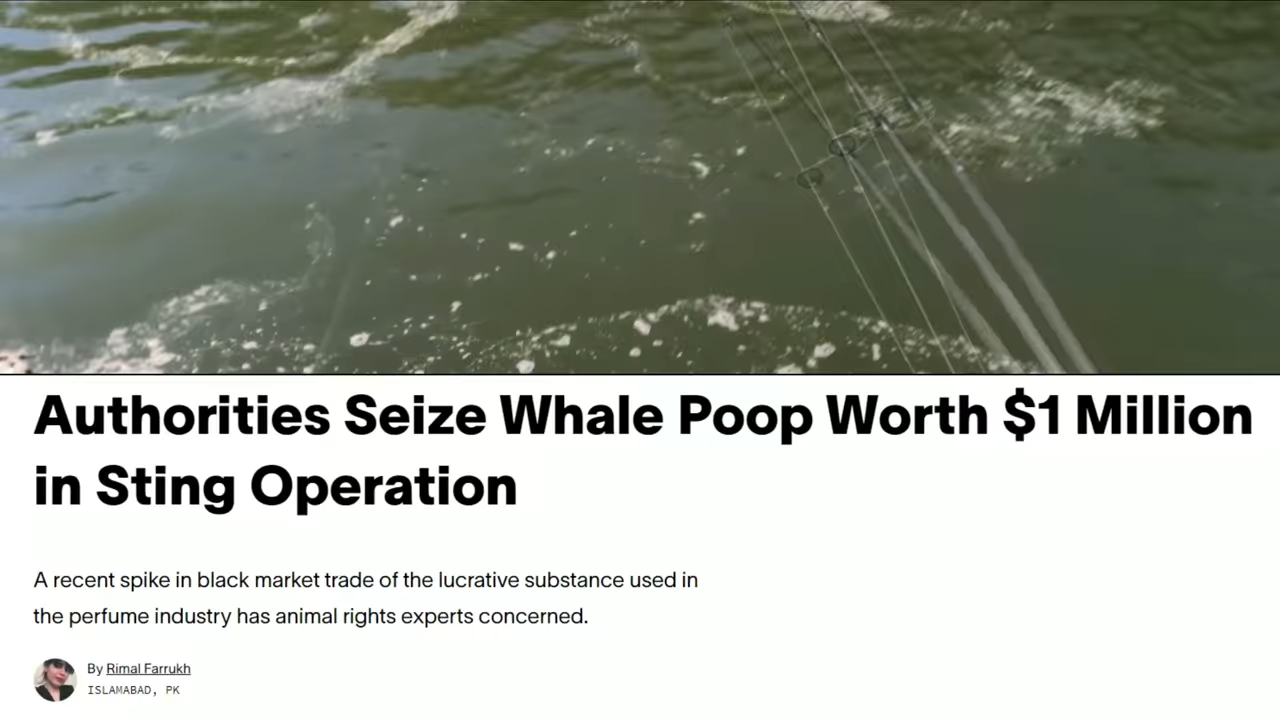 Authorities Seize Whale Poop Worth $1 Million
in Sting Operation
A recent spike in black market trade of the lucrative substance used in
the perfume industry has animal rights experts concerned.
By Rimal Farrukh
ISLAMABAD, PK